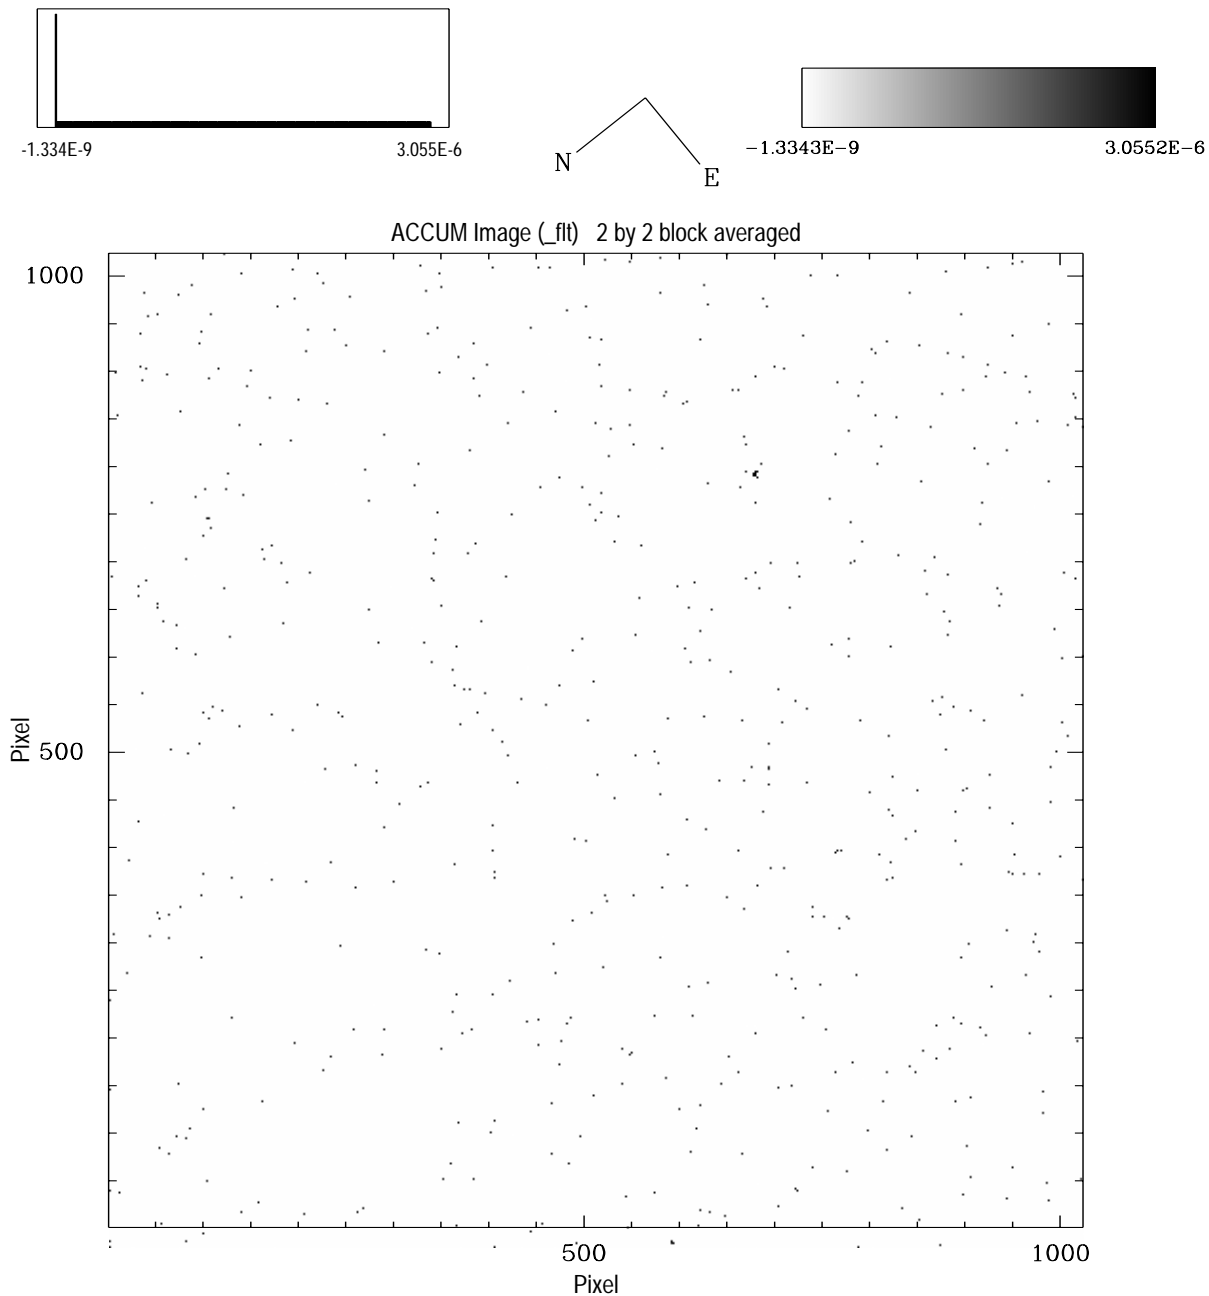 -1.334E-9 3.055E-6
N E
−1.3343E−9 3.0552E−6
ACCUM Image (_flt) 2 by 2 block averaged
1000
Pixel
500
500 1000
Pixel